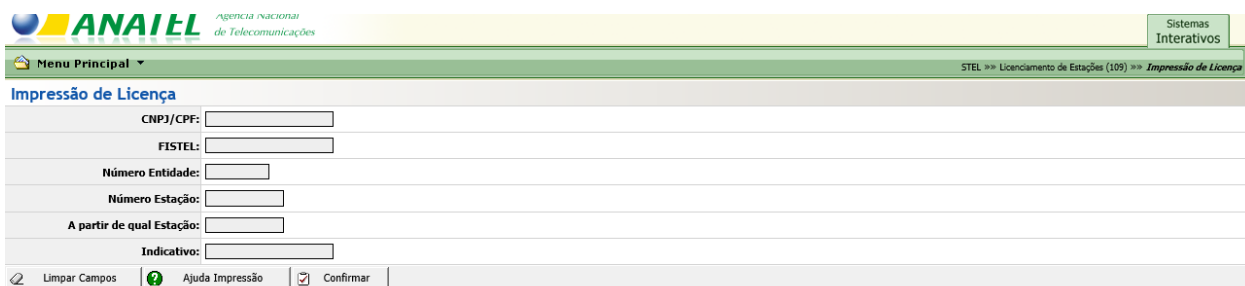 ANATEL
Agência Nacional
de Telecomunicações
Sistemas
Interativos
Menu Principal
STEL »» Licenciamento de Estações (109) »» Impressão de Licença
Impressão de Licença
CNPJ/CPF:
FISTEL:
Número Entidade:
Número Estação:
A partir de qual Estação:
Indicativo:
Limpar Campos ? Ajuda Impressão Confirmar